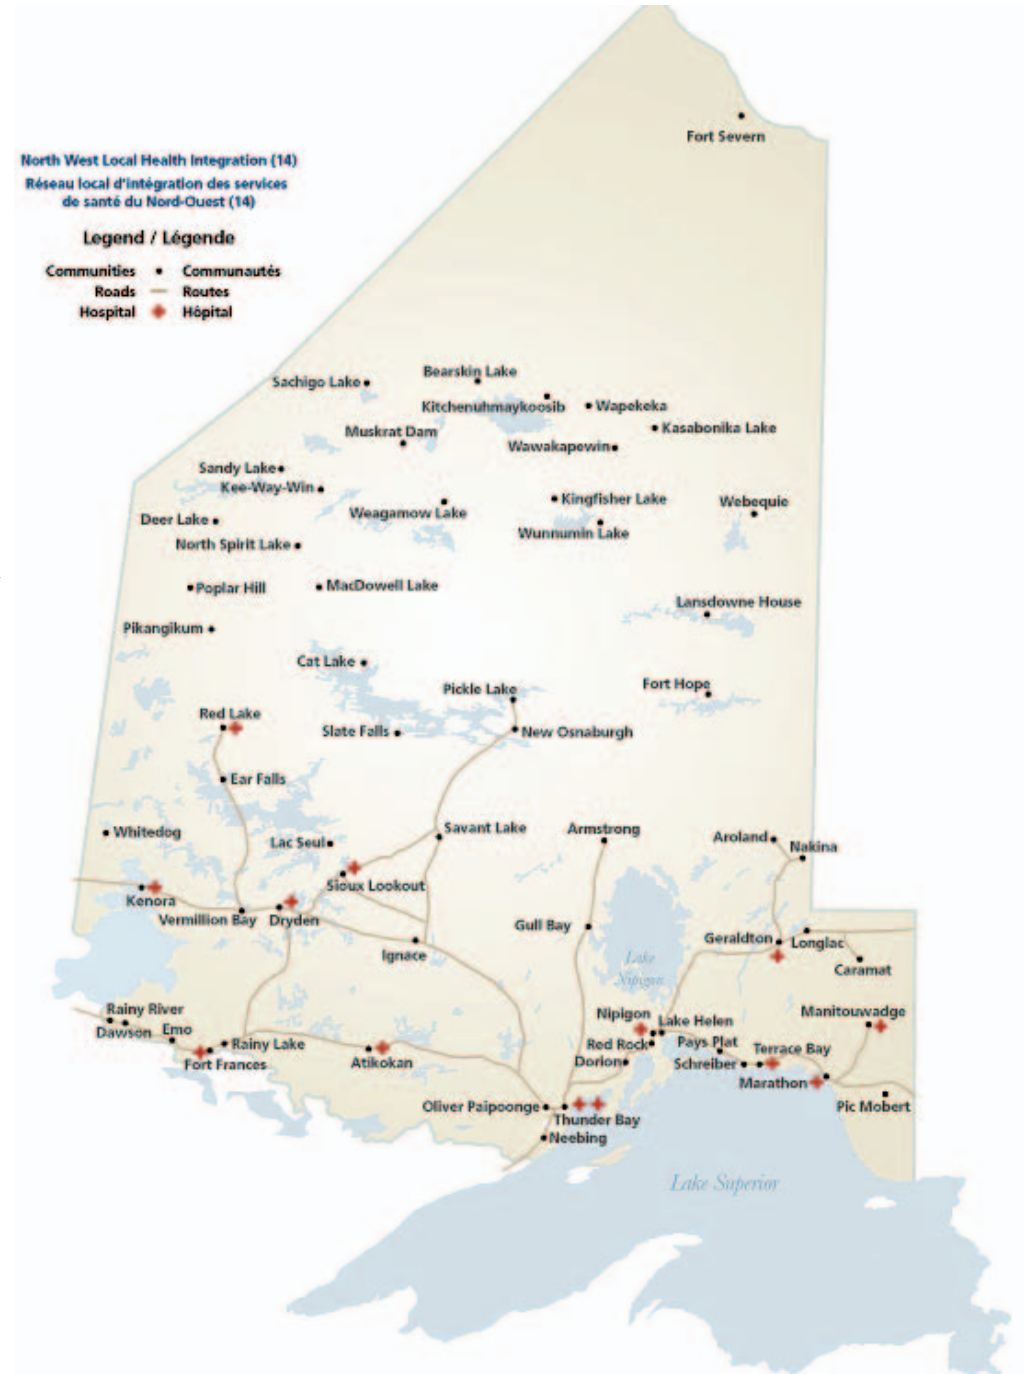 Fort Severn
North West Local Health Integration (14)
Réseau local d'intégration des services
de santé du Nord-Ouest (14)
Legend / Légende
Communities • Communautés
Roads — Routes
Hospital Hôpital
Bearskin Lake
Sachigo Lake
Kitchenuhmaykoosib
Wapekeka
Muskrat Dam
Kasabonika Lake
Wawakapewin
Sandy Lake
Kee-Way-Win
Kingfisher Lake
Webequie
Weagamow Lake
Deer Lake
Wunnumin Lake
North Spirit Lake
Poplar Hill
MacDowell Lake
Lansdowne House
Pikangikum
Cat Lake
Pickle Lake
Fort Hope
Red Lake
Slate Falls
New Osnaburgh
Ear Falls
Whitedog
Savant Lake
Armstrong
Aroland
Lac Seul
Nakina
Sioux Lookout
Kenora
Vermillion Bay
Dryden
Gull Bay
Geraldton
Longlac
Ignace
Lake
Nipigon
Caramat
Rainy River
Manitouwadge
Nipigon
Lake Helen
Dawson
Emo
Rainy Lake
Red Rock
Pays Plat
Terrace Bay
Fort Frances
Atikokan
Dorion
Schreiber
Marathon
Oliver Paipoonge
Pic Mobert
Thunder Bay
Neebing
Lake Superior